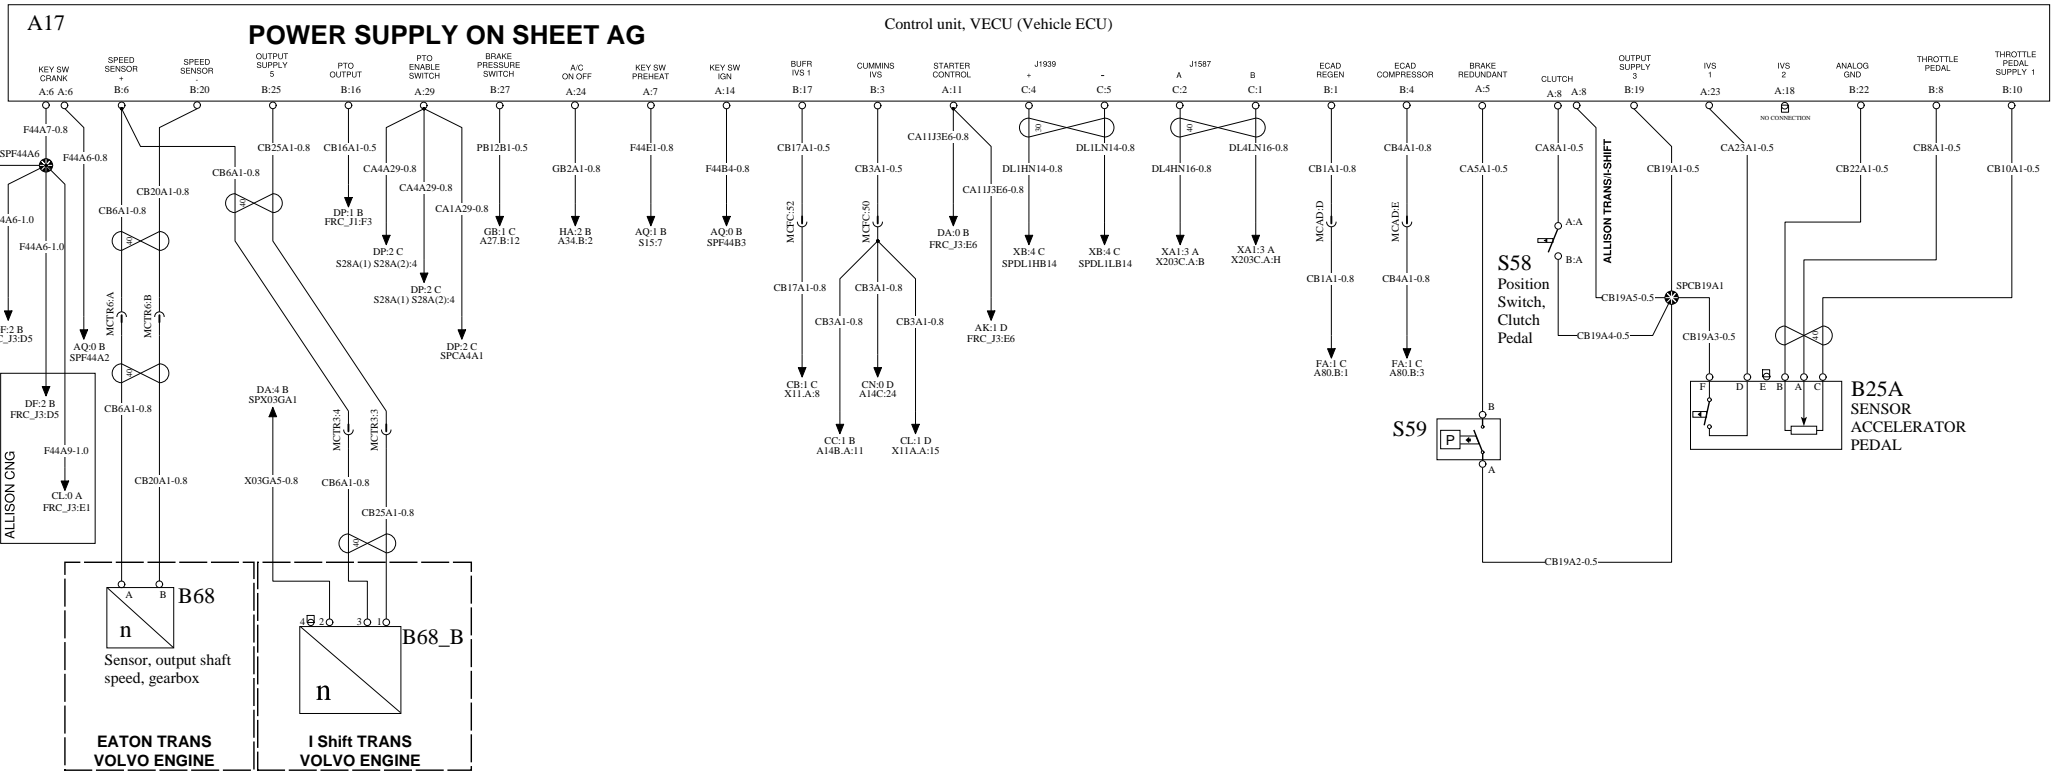 A17
POWER SUPPLY ON SHEET AG
Control unit, VECU (Vehicle ECU)
KEY SW
CRANK
A:6 A:6
SPEED
SENSOR
+
B:6
SPEED
SENSOR
-
B:20
OUTPUT
SUPPLY
5
B:25
PTO
OUTPUT
B:16
PTO
ENABLE
SWITCH
A:29
BRAKE
PRESSURE
SWITCH
B:27
A/C
ON OFF
A:24
KEY SW
PREHEAT
A:7
KEY SW
IGN
A:14
BUFR
IVS 1
B:17
CUMMINS
IVS
B:3
STARTER
CONTROL
A:11
J1939
+
-
C:4
C:5
J1587
A
B
C:2
C:1
ECAD
REGEN
B:1
ECAD
COMPRESSOR
B:4
BRAKE
REDUNDANT
A:5
CLUTCH
A:8 A:8
OUTPUT
SUPPLY
3
B:19
IVS
1
A:23
IVS
2
A:18
NO CONNECTION
ANALOG
GND
B:22
THROTTLE
PEDAL
B:8
THROTTLE
PEDAL
SUPPLY 1
B:10
F44A7-0.8
SPF44A6
F44A6-0.8
4A6-1.0
F44A6-1.0
F:2 B
C_J3:D5
AQ:0 B
SPF44A2
DF:2 B
FRC_J3:D5
F44A9-1.0
CL:0 A
FRC_J3:E1
ALLISON CNG
CB20A1-0.8
CB6A1-0.8
40
MCTR6:A
MCTR6:B
40
CB6A1-0.8
CB20A1-0.8
CB25A1-0.8
CB6A1-0.8
40
DA:4 B
SPX03GA1
X03GA5-0.8
MCTR3:4
MCTR3:3
CB6A1-0.8
CB25A1-0.8
40
A
B
B68
n
Sensor, output shaft
speed, gearbox
EATON TRANS
VOLVO ENGINE
4
2
3
1
B68_B
n
I Shift TRANS
VOLVO ENGINE
CB16A1-0.5
DP:1 B
FRC_J1:F3
CA4A29-0.8
CA4A29-0.8
CA1A29-0.8
DP:2 C
S28A(1) S28A(2):4
DP:2 C
S28A(1) S28A(2):4
DP:2 C
SPCA4A1
PB12B1-0.5
GB:1 C
A27.B:12
GB2A1-0.8
HA:2 B
A34.B:2
F44E1-0.8
AQ:1 B
S15:7
F44B4-0.8
AQ:0 B
SPF44B3
CB17A1-0.5
MCFC:52
CB17A1-0.8
CB:1 C
X11.A:8
CB3A1-0.5
MCFC:50
CB3A1-0.8
CB3A1-0.8
CB3A1-0.8
CC:1 B
A14B.A:11
CN:0 D
A14C:24
CL:1 D
X11A.A:15
CA11J3E6-0.8
CA11J3E6-0.8
DA:0 B
FRC_J3:E6
AK:1 D
FRC_J3:E6
30
DL1HN14-0.8
DL1LN14-0.8
XB:4 C
SPDL1HB14
XB:4 C
SPDL1LB14
40
DL4HN16-0.8
DL4LN16-0.8
XA1:3 A
X203C.A:B
XA1:3 A
X203C.A:H
CB1A1-0.8
MCAD:D
CB1A1-0.8
FA:1 C
A80.B:1
CB4A1-0.8
MCAD:E
CB4A1-0.8
FA:1 C
A80.B:3
CA5A1-0.5
S59
B
P
A
CA8A1-0.5
A:A
B:A
S58
Position
Switch,
Clutch
Pedal
ALLISON TRANS/I-SHIFT
CB19A1-0.5
SPCB19A1
CB19A5-0.5
CB19A4-0.5
CB19A3-0.5
CB19A2-0.5
CA23A1-0.5
CB22A1-0.5
CB8A1-0.5
CB10A1-0.5
40
F
D
E
B
A
C
B25A
SENSOR
ACCELERATOR
PEDAL